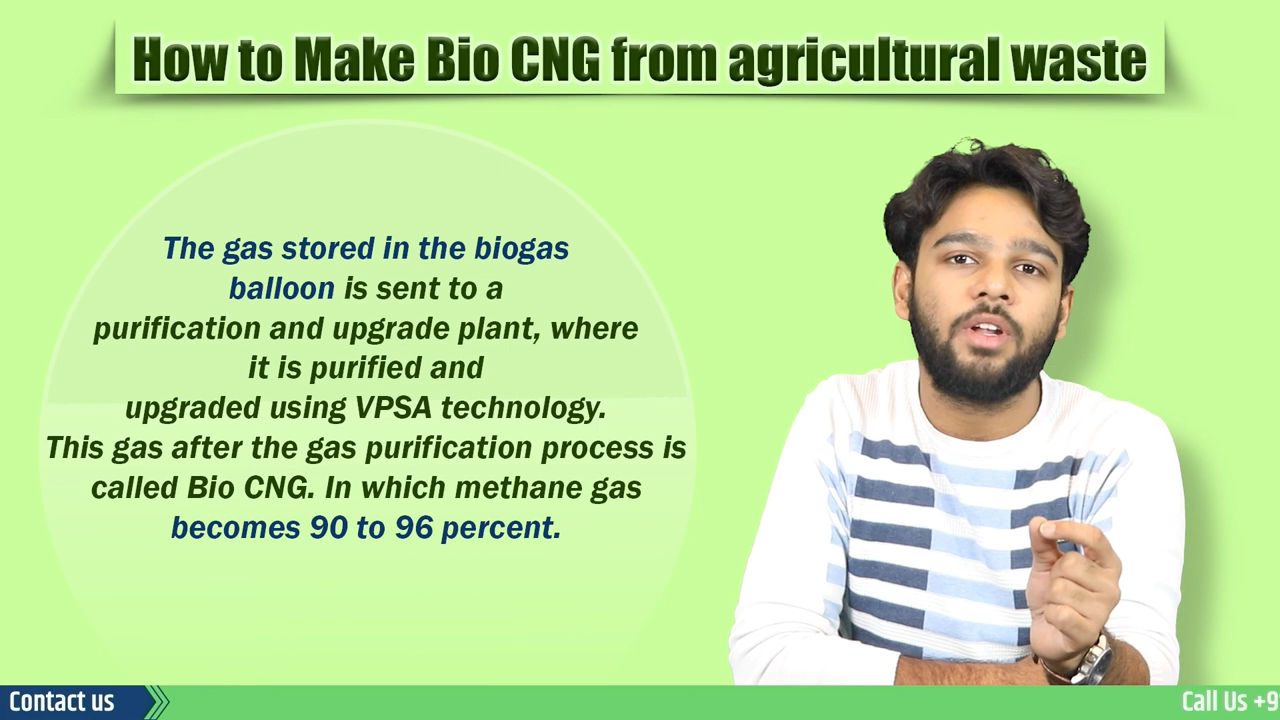 How to Make Bio CNG from agricultural waste
The gas stored in the biogas
balloon is sent to a
purification and upgrade plant, where
it is purified and
upgraded using VPSA technology.
This gas after the gas purification process is
called Bio CNG. In which methane gas
becomes 90 to 96 percent.
Contact us
Call Us +9